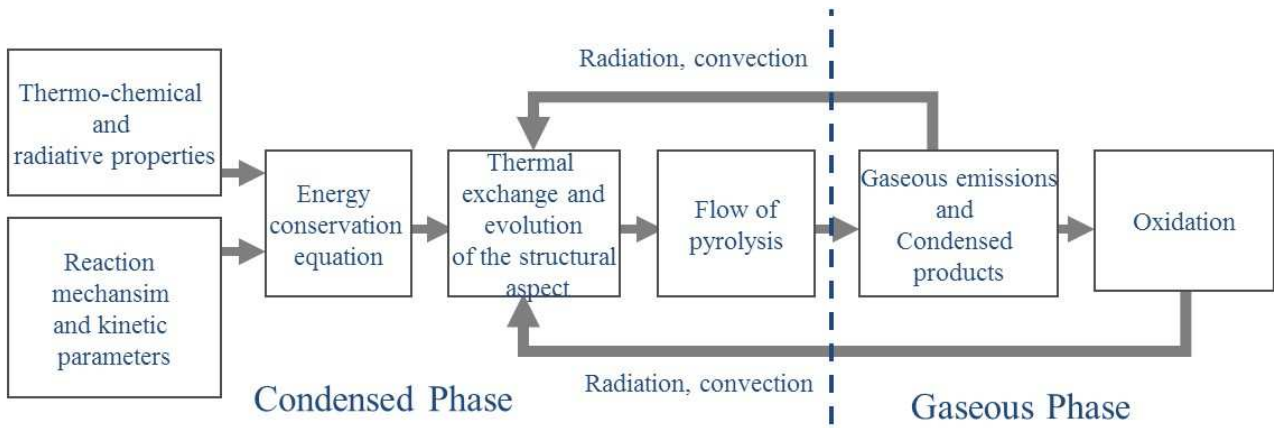 Radiation, convection
Thermo-chemical
and
radiative properties
Reaction
mechansim
and kinetic
parameters
Energy
conservation
equation
Thermal
exchange and
evolution
of the structural
aspect
Flow of
pyrolysis
Gaseous emissions
and
Condensed
products
Oxidation
Radiation, convection
Condensed Phase
Gaseous Phase